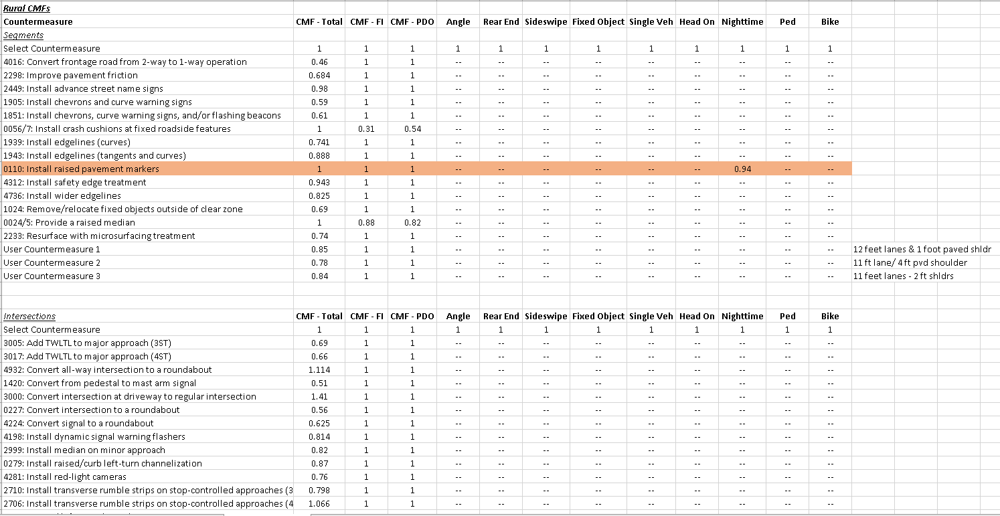 Rural CMFs
Countermeasure CMF - Total CMF - FI CMF - PDO Angle Rear End Sideswipe Fixed Object Single Veh Head On Nighttime Ped Bike
Segments
Select Countermeasure 1 1 1 1 1 1 1 1 1 1 1 1
4016: Convert frontage road from 2-way to 1-way operation 0.46 1 1 -- -- -- -- -- -- -- -- --
2298: Improve pavement friction 0.684 1 1 -- -- -- -- -- -- -- -- --
2449: Install advance street name signs 0.98 1 1 -- -- -- -- -- -- -- -- --
1905: Install chevrons and curve warning signs 0.59 1 1 -- -- -- -- -- -- -- -- --
1851: Install chevrons, curve warning signs, and/or flashing beacons 0.61 1 1 -- -- -- -- -- -- -- -- --
0056/7: Install crash cushions at fixed roadside features 1 0.31 0.54 -- -- -- -- -- -- -- -- --
1939: Install edgelines (curves) 0.741 1 1 -- -- -- -- -- -- -- -- --
1943: Install edgelines (tangents and curves) 0.888 1 1 -- -- -- -- -- -- -- -- --
0110: Install raised pavement markers 1 1 1 -- -- -- -- -- -- 0.94 -- --
4312: Install safety edge treatment 0.943 1 1 -- -- -- -- -- -- -- -- --
4736: Install wider edgelines 0.825 1 1 -- -- -- -- -- -- -- -- --
1024: Remove/relocate fixed objects outside of clear zone 0.69 1 1 -- -- -- -- -- -- -- -- --
0024/5: Provide a raised median 1 0.88 0.82 -- -- -- -- -- -- -- -- --
2233: Resurface with microsurfacing treatment 0.74 1 1 -- -- -- -- -- -- -- -- --
User Countermeasure 1 0.85 1 1 -- -- -- -- -- -- -- -- -- 12 feet lanes & 1 foot paved shldr
User Countermeasure 2 0.78 1 1 -- -- -- -- -- -- -- -- -- 11 ft lane/ 4 ft pvd shoulder
User Countermeasure 3 0.84 1 1 -- -- -- -- -- -- -- -- -- 11 feet lanes - 2 ft shldrs
Intersections CMF - Total CMF - FI CMF - PDO Angle Rear End Sideswipe Fixed Object Single Veh Head On Nighttime Ped Bike
Select Countermeasure 1 1 1 1 1 1 1 1 1 1 1 1
3005: Add TWLTL to major approach (3ST) 0.69 1 1 -- -- -- -- -- -- -- -- --
3017: Add TWLTL to major approach (4ST) 0.66 1 1 -- -- -- -- -- -- -- -- --
4932: Convert all-way intersection to a roundabout 1.114 1 1 -- -- -- -- -- -- -- -- --
1420: Convert from pedestal to mast arm signal 0.51 1 1 -- -- -- -- -- -- -- -- --
3000: Convert intersection at driveway to regular intersection 1.41 1 1 -- -- -- -- -- -- -- -- --
0227: Convert intersection to a roundabout 0.56 1 1 -- -- -- -- -- -- -- -- --
4224: Convert signal to a roundabout 0.625 1 1 -- -- -- -- -- -- -- -- --
4198: Install dynamic signal warning flashers 0.814 1 1 -- -- -- -- -- -- -- -- --
2999: Install median on minor approach 0.82 1 1 -- -- -- -- -- -- -- -- --
0279: Install raised/curb left-turn channelization 0.87 1 1 -- -- -- -- -- -- -- -- --
4281: Install red-light cameras 0.76 1 1 -- -- -- -- -- -- -- -- --
2710: Install transverse rumble strips on stop-controlled approaches (3 0.798 1 1 -- -- -- -- -- -- -- -- --
2706: Install transverse rumble strips on stop-controlled approaches (4 1.066 1 1 -- -- -- -- -- -- -- -- --